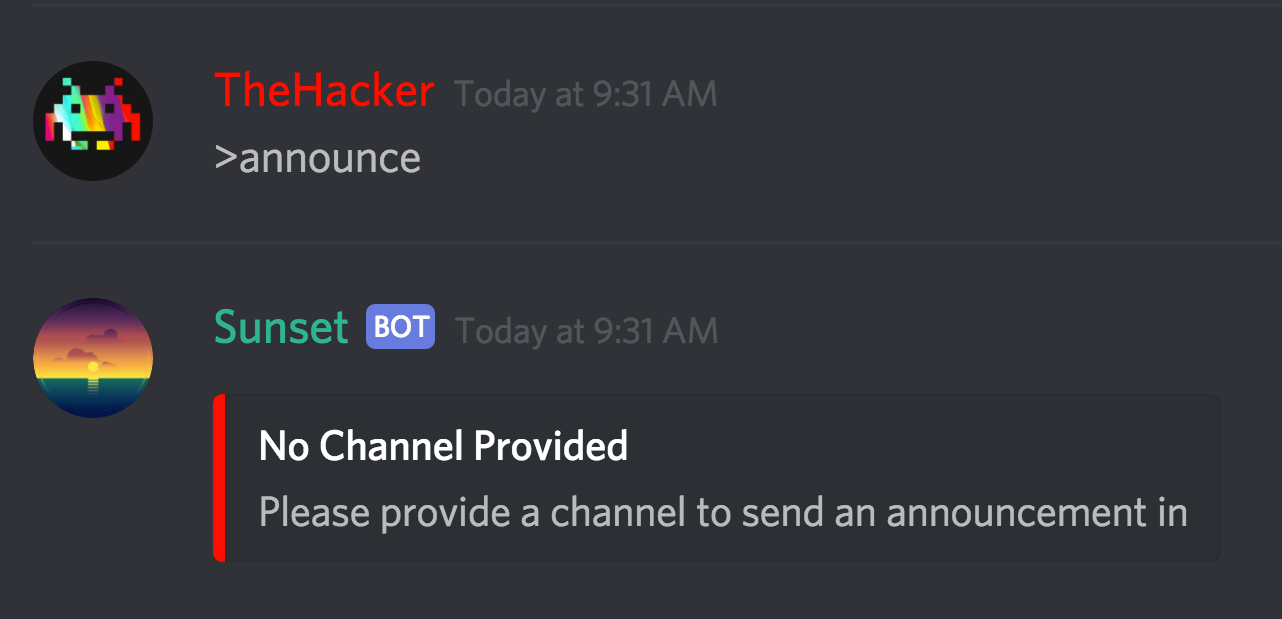 TheHacker Today at 9:31 AM
>announce
Sunset BOT Today at 9:31 AM
No Channel Provided
Please provide a channel to send an announcement in